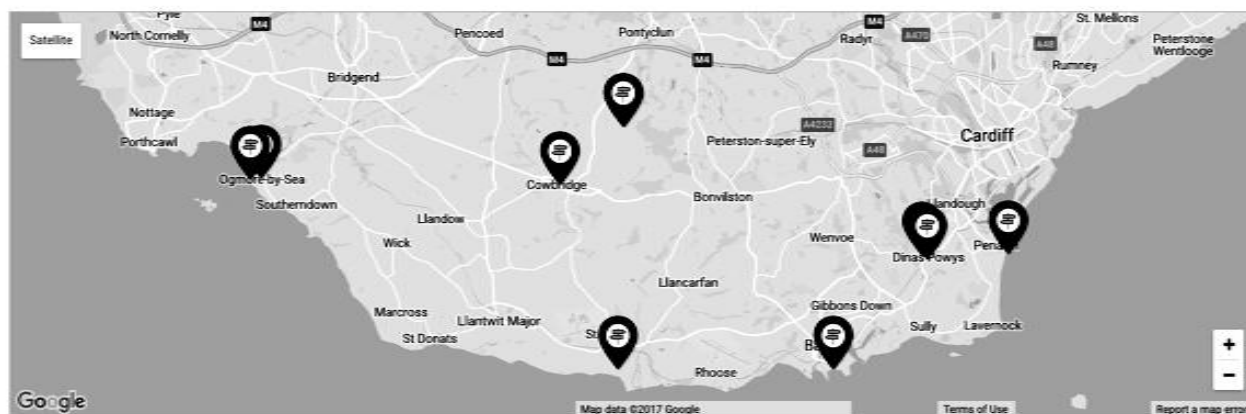 Pyle
M4
Satellite
North Cornelly
Pencoed
Pontyclun
M4
Radyr
A470
St. Mellons
A48
Peterstone
Wentlooge
M4
M4
Rumney
Bridgend
Nottage
Porthcawl
A4232
Cardiff
Peterston-super-Ely
A48
Ogmore-by-Sea
Cowbridge
Bonvilston
Southerndown
Llandough
Llandow
Wick
Wenvoe
Dinas Powys
Llancarfan
Marcross
Llantwit Major
St Donats
Gibbons Down
Sully
Lavernock
Rhoose
+
−
Google
Map data ©2017 Google
Terms of Use
Report a map error